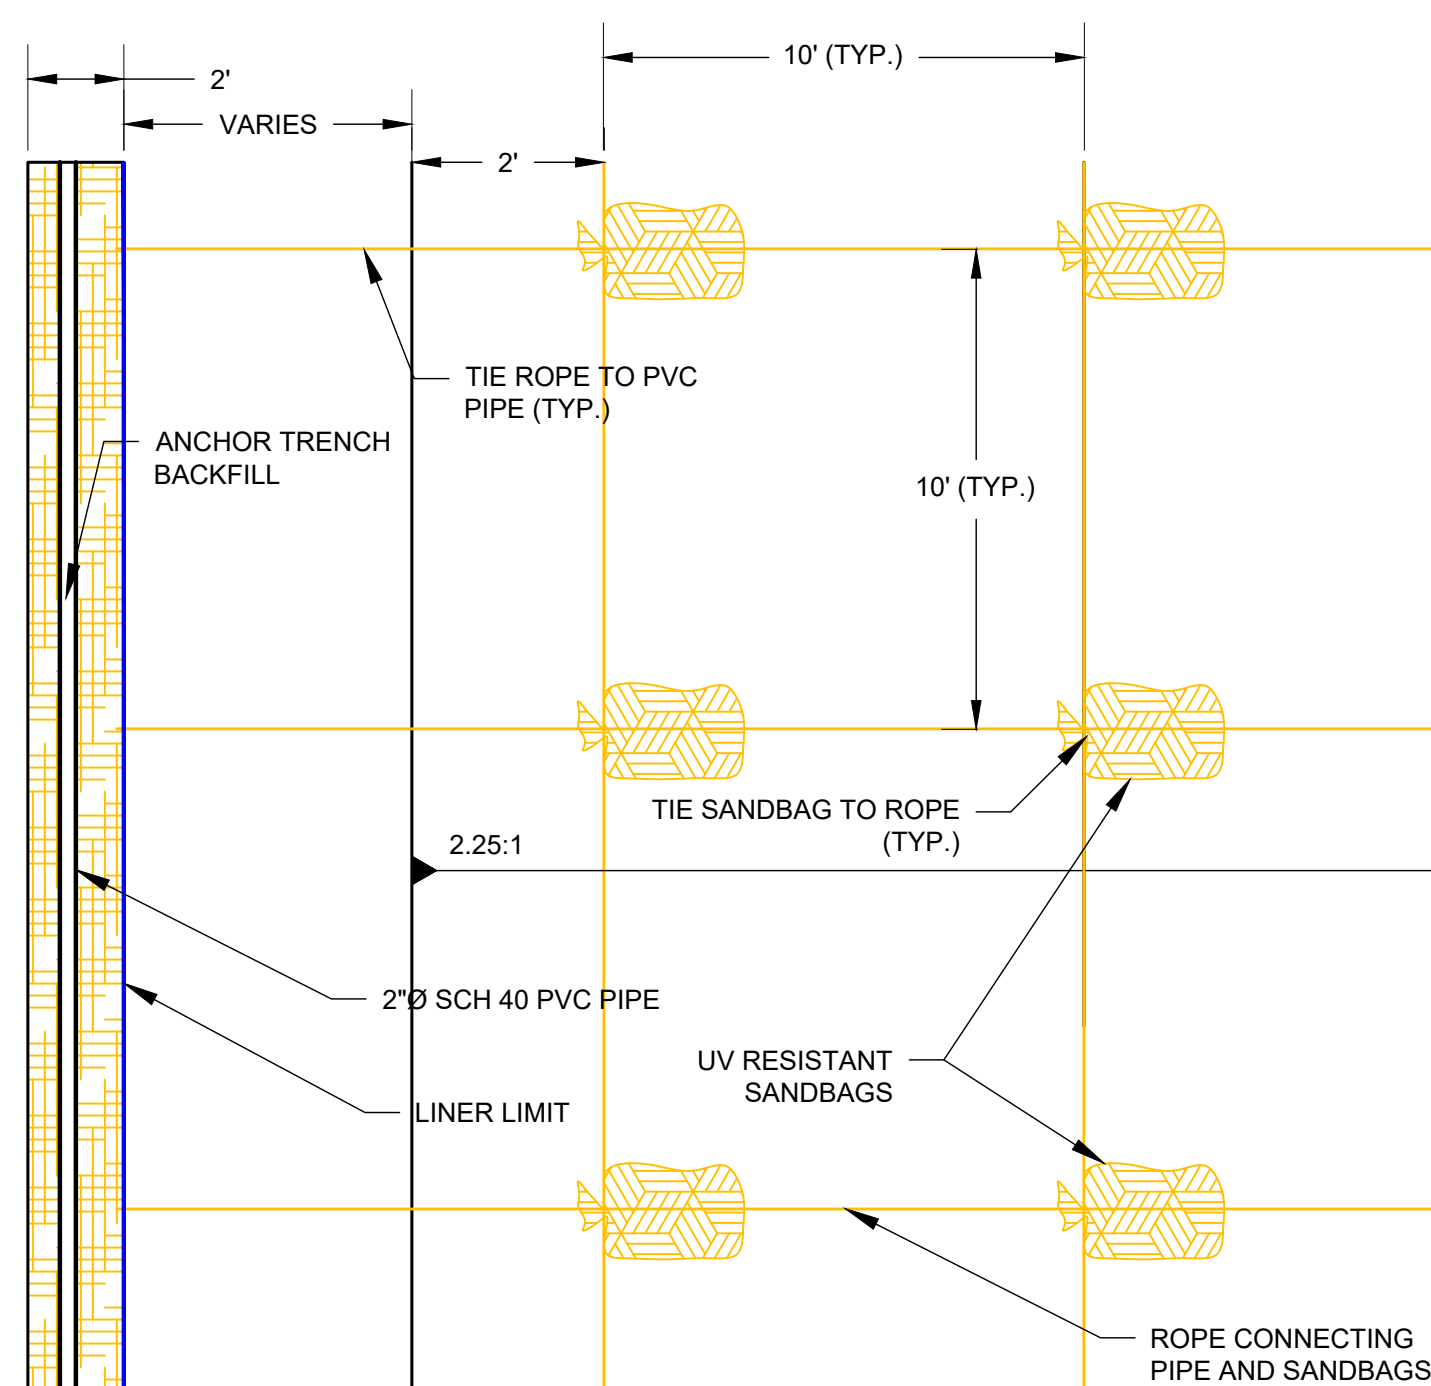 10' (TYP.)
2'
VARIES
2'
TIE ROPE TO PVC
PIPE (TYP.)
ANCHOR TRENCH
BACKFILL
10' (TYP.)
TIE SANDBAG TO ROPE
(TYP.)
2.25:1
2"Ø SCH 40 PVC PIPE
UV RESISTANT
SANDBAGS
LINER LIMIT
ROPE CONNECTING
PIPE AND SANDBAGS